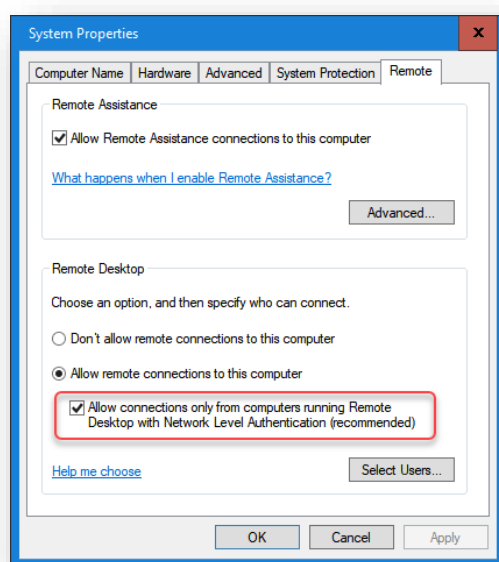 System Properties
x
Computer Name Hardware Advanced System Protection Remote
Remote Assistance
Allow Remote Assistance connections to this computer
What happens when I enable Remote Assistance?
Advanced...
Remote Desktop
Choose an option, and then specify who can connect.
Don't allow remote connections to this computer
Allow remote connections to this computer
Allow connections only from computers running Remote
Desktop with Network Level Authentication (recommended)
Help me choose
Select Users...
OK Cancel Apply